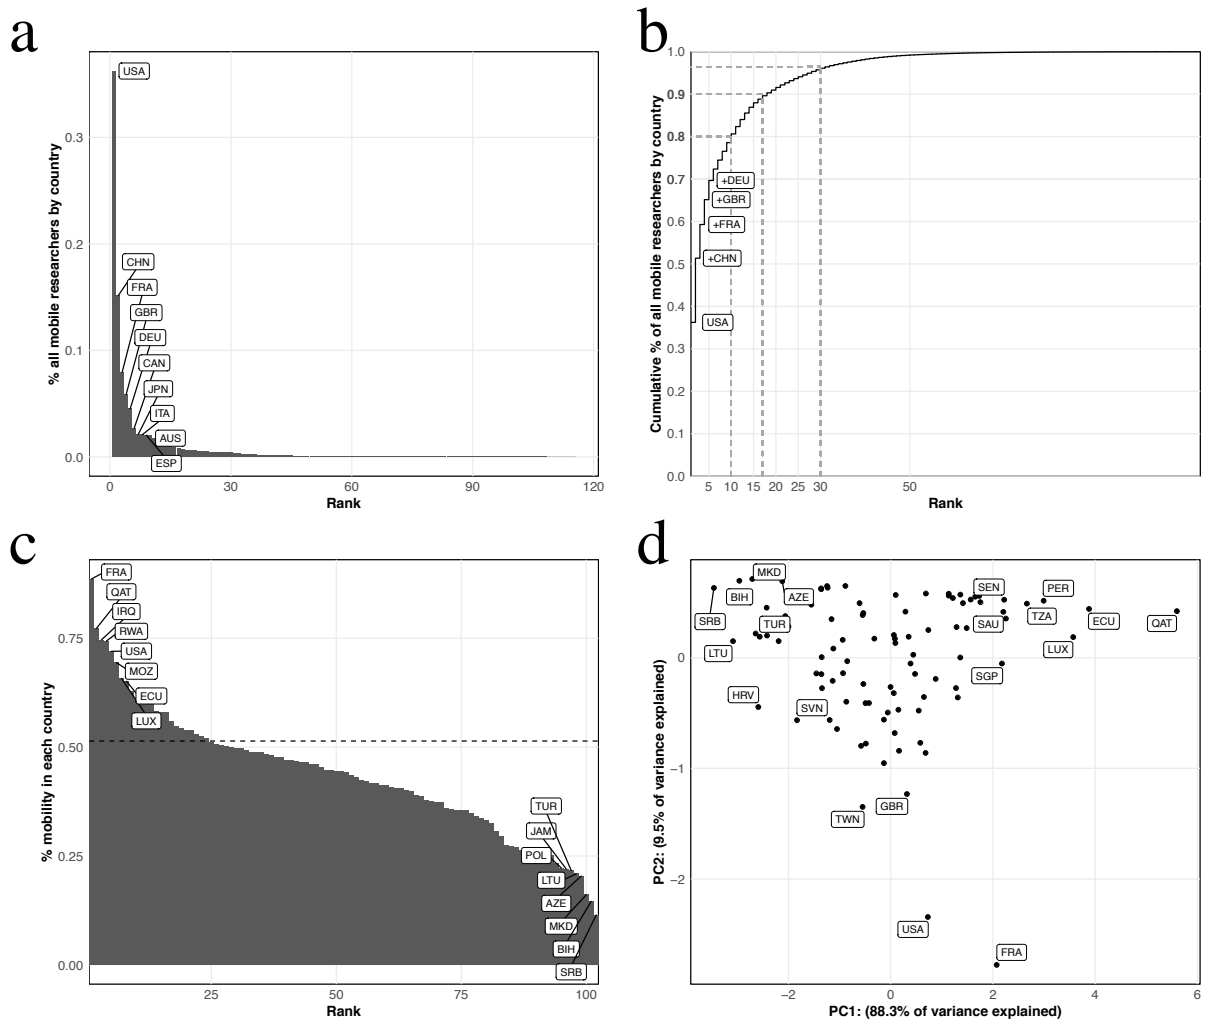 a
% all mobile researchers by country
0.3
0.2
0.1
0.0
USA
CHN
FRA
GBR
DEU
CAN
JPN
ITA
AUS
ESP
0 30 60 90 120
Rank
b
Cumulative % of all mobile researchers by country
1.0
0.9
0.8
0.7
0.6
0.5
0.4
0.3
0.2
0.1
0.0
+DEU
+GBR
+FRA
+CHN
USA
5 10 15 20 25 30 50
Rank
c
% mobility in each country
0.75
0.50
0.25
0.00
FRA
QAT
IRQ
RWA
USA
MOZ
ECU
LUX
TUR
JAM
POL
LTU
AZE
MKD
BIH
SRB
25 50 75 100
Rank
d
PC2: (9.5% of variance explained)
0
−1
−2
MKD
BIH
AZE
SRB
TUR
LTU
HRV
SVN
SEN
PER
TZA
SAU
ECU
QAT
LUX
SGP
GBR
TWN
USA
FRA
−2 0 2 4 6
PC1: (88.3% of variance explained)